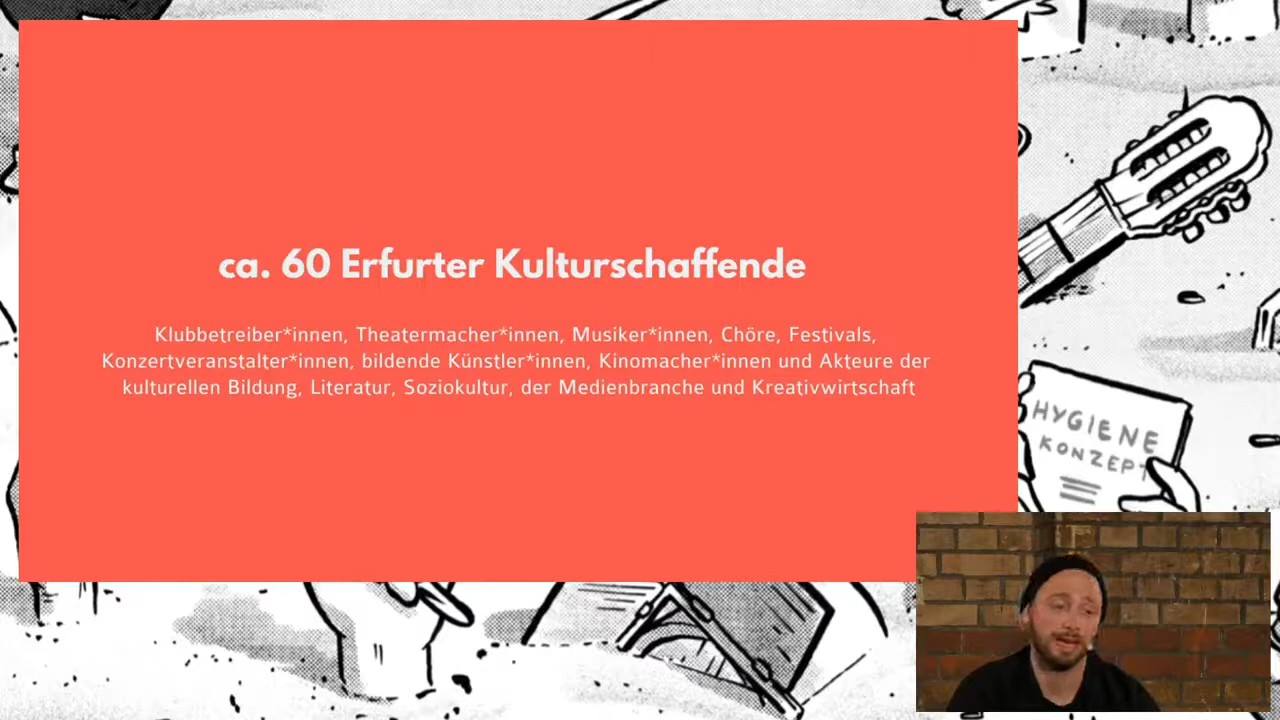 ca. 60 Erfurter Kulturschaffende
Klubbetreiber*innen, Theatermacher*innen, Musiker*innen, Chöre, Festivals,
Konzertveranstalter*innen, bildende Künstler*innen, Kinomacher*innen und Akteure der
kulturellen Bildung, Literatur, Soziokultur, der Medienbranche und Kreativwirtschaft
HYGIENE
KONZEPT